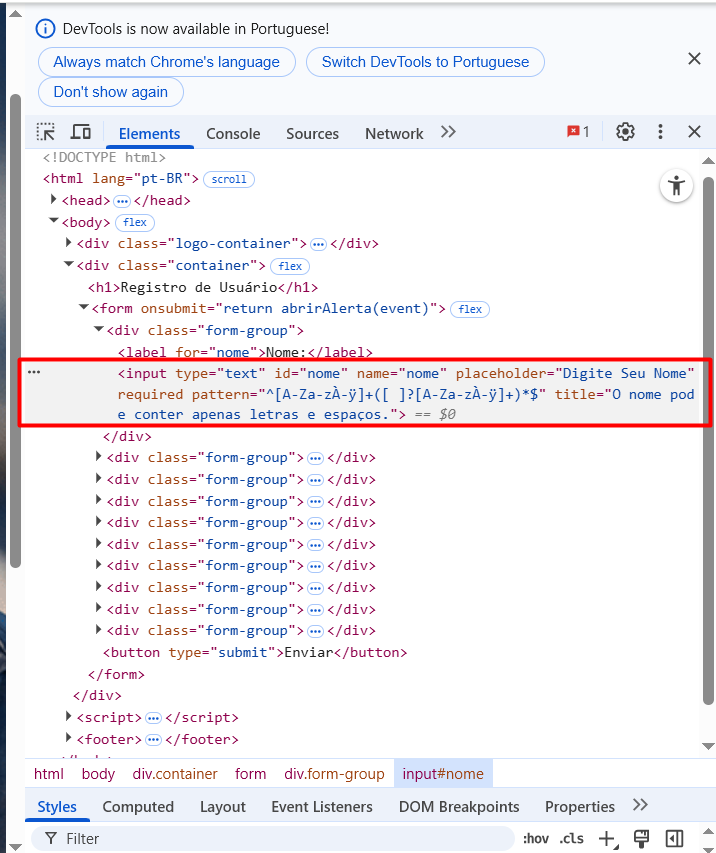 DevTools is now available in Portuguese!
Always match Chrome's language
Switch DevTools to Portuguese
Don't show again
Elements
Console
Sources
Network
1
<!DOCTYPE html>
<html lang="pt-BR"> scroll
<head> … </head>
<body> flex
<div class="logo-container"> … </div>
<div class="container"> flex
<h1>Registro de Usuário</h1>
<form onsubmit="return abrirAlerta(event)"> flex
<div class="form-group">
<label for="nome">Nome:</label>
<input type="text" id="nome" name="nome" placeholder="Digite Seu Nome"
required pattern="^[A-Za-zÀ-ÿ]+([ ]?[A-Za-zÀ-ÿ]+)*$" title="O nome pod
e conter apenas letras e espaços."> == $0
</div>
<div class="form-group"> … </div>
<div class="form-group"> … </div>
<div class="form-group"> … </div>
<div class="form-group"> … </div>
<div class="form-group"> … </div>
<div class="form-group"> … </div>
<div class="form-group"> … </div>
<div class="form-group"> … </div>
<div class="form-group"> … </div>
<button type="submit">Enviar</button>
</form>
</div>
<script> … </script>
<footer> … </footer>
html body div.container form div.form-group input#nome
Styles Computed Layout Event Listeners DOM Breakpoints Properties
Filter
:hov .cls